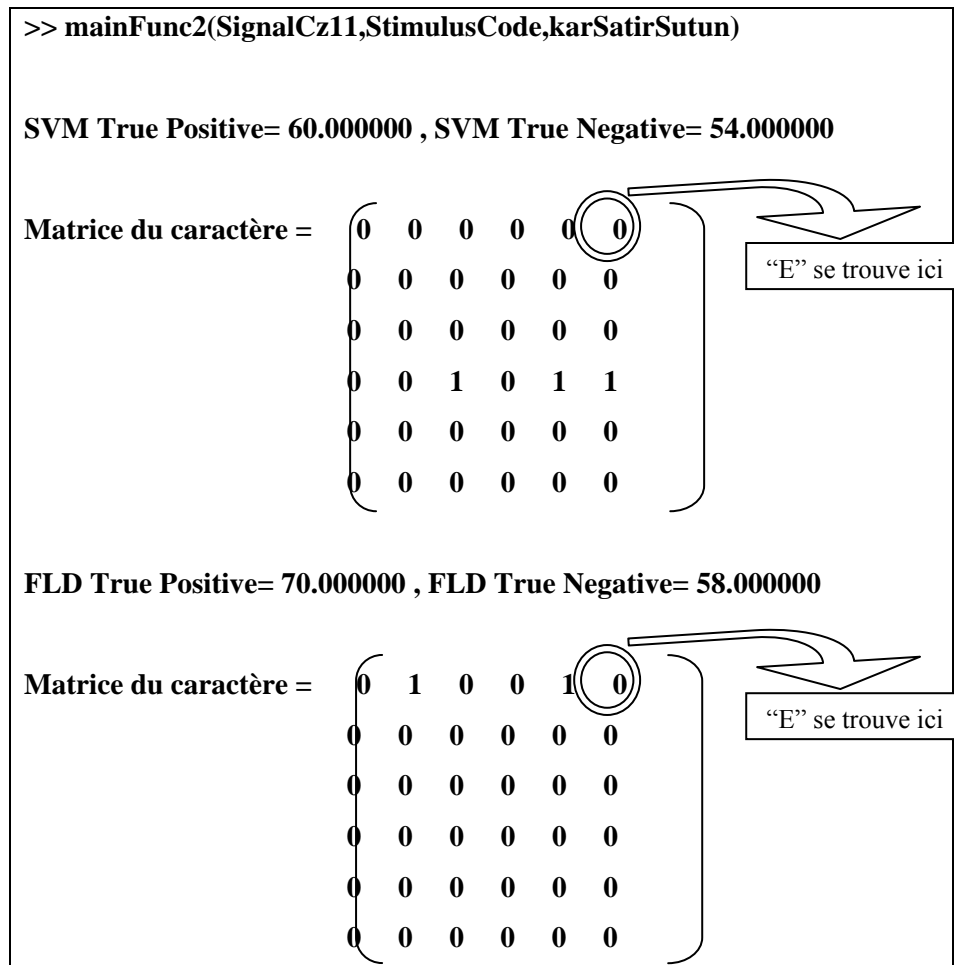 >> mainFunc2(SignalCz11,StimulusCode,karSatirSutun)
SVM True Positive= 60.000000 , SVM True Negative= 54.000000
Matrice du caractère = 0 0 0 0 0 0
“E” se trouve ici
0 0 0 0 0 0
0 0 0 0 0 0
0 0 1 0 1 1
0 0 0 0 0 0
0 0 0 0 0 0
FLD True Positive= 70.000000 , FLD True Negative= 58.000000
Matrice du caractère = 0 1 0 0 1 0
“E” se trouve ici
0 0 0 0 0 0
0 0 0 0 0 0
0 0 0 0 0 0
0 0 0 0 0 0
0 0 0 0 0 0